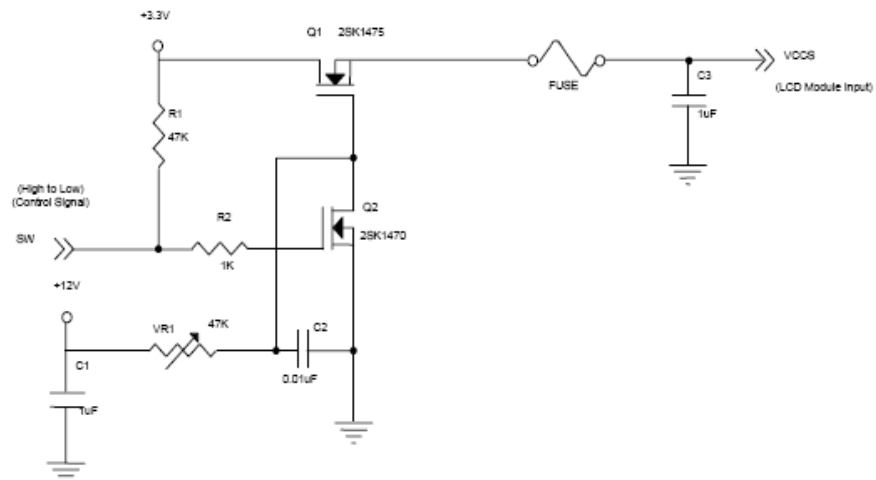 +3.3V
Q1 2SK1475
FUSE
VCCS
(LCD Module Input)
C3
1uF
R1
47K
(High to Low)
(Control Signal)
SW
R2
1K
Q2
2SK1470
+12V
VR1
47K
C2
0.01uF
C1
1uF